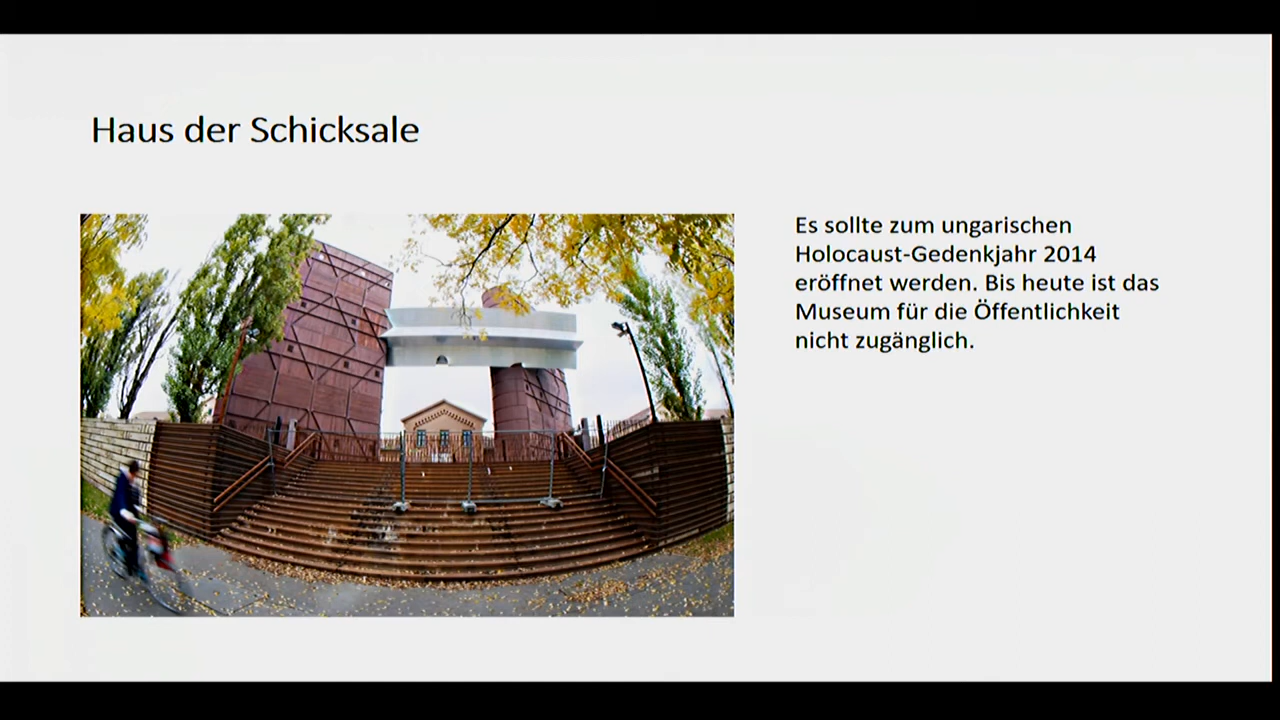 Haus der Schicksale
Es sollte zum ungarischen
Holocaust-Gedenkjahr 2014
eröffnet werden. Bis heute ist das
Museum für die Öffentlichkeit
nicht zugänglich.